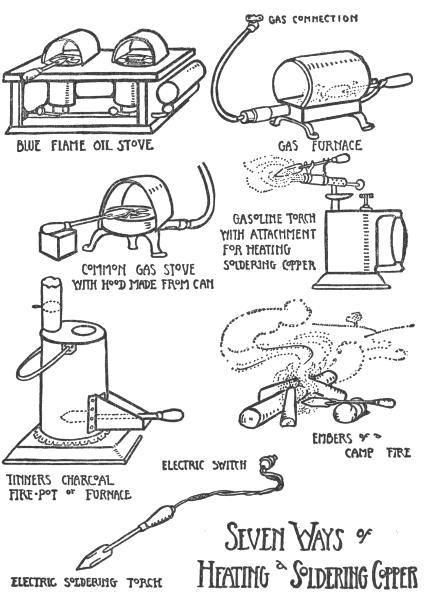 GAS CONNECTION
BLUE FLAME OIL STOVE
GAS FURNACE
COMMON GAS STOVE
WITH HOOD MADE FROM CAN
GASOLINE TORCH
WITH ATTACHMENT
FOR HEATING
SOLDERING COPPER
TINNERS CHARCOAL
FIRE-POT or FURNACE
EMBERS of a
CAMP FIRE
ELECTRIC SWITCH
ELECTRIC SOLDERING TORCH
SEVEN WAYS of
HEATING a SOLDERING COPPER